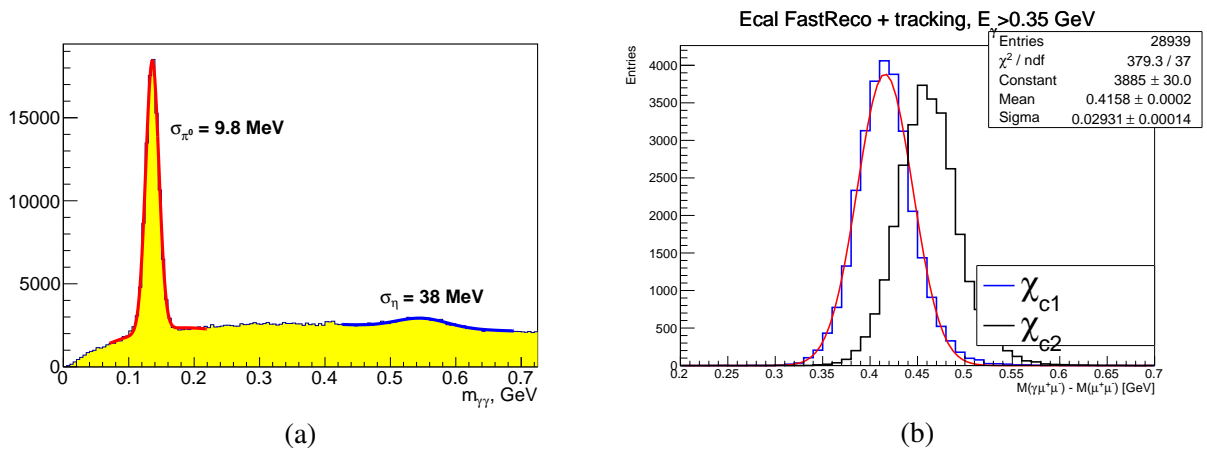 15000
10000
5000
0
σπ⁰ = 9.8 MeV
ση = 38 MeV
0 0.1 0.2 0.3 0.4 0.5 0.6 0.7
mγγ, GeV
(a)
Ecal FastReco + tracking, Eγ>0.35 GeV
Entries 28939
χ² / ndf 379.3 / 37
Constant 3885 ± 30.0
Mean 0.4158 ± 0.0002
Sigma 0.02931 ± 0.00014
Entries
4000
3500
3000
2500
2000
1500
1000
500
0
χc1
χc2
0.2 0.25 0.3 0.35 0.4 0.45 0.5 0.55 0.6 0.65 0.7
M(γμ⁺μ⁻) - M(μ⁺μ⁻) [GeV]
(b)